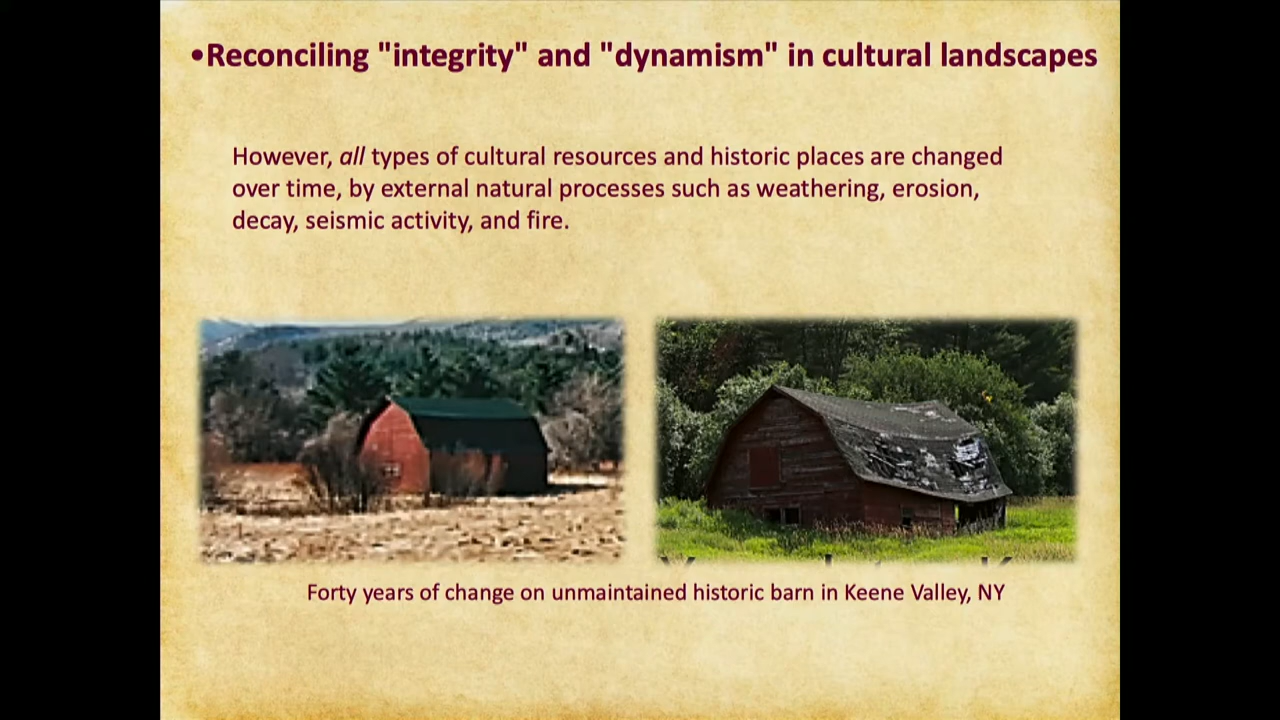 •Reconciling "integrity" and "dynamism" in cultural landscapes
However, all types of cultural resources and historic places are changed
over time, by external natural processes such as weathering, erosion,
decay, seismic activity, and fire.
Forty years of change on unmaintained historic barn in Keene Valley, NY